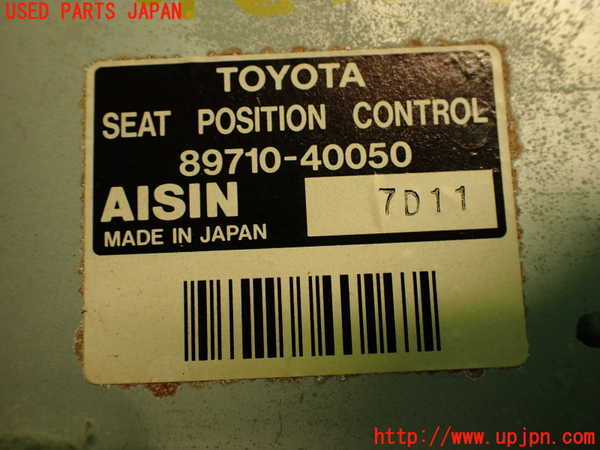 USED PARTS JAPAN
TOYOTA
SEAT POSITION CONTROL
89710-40050
AISIN
7D11
MADE IN JAPAN
http://www.upjpn.com/